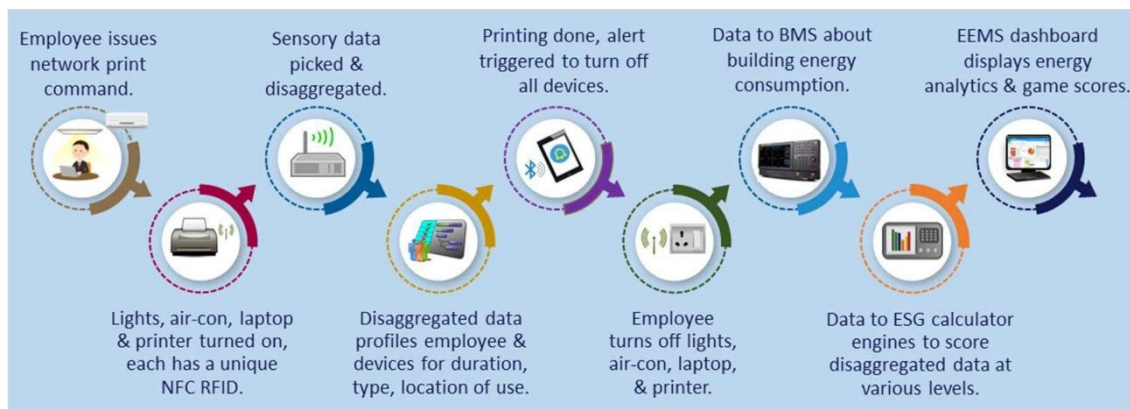 Employee issues
network print
command.
Lights, air-con, laptop
& printer turned on,
each has a unique
NFC RFID.
Sensory data
picked &
disaggregated.
Disaggregated data
profiles employee &
devices for duration,
type, location of use.
Printing done, alert
triggered to turn off
all devices.
Employee
turns off lights,
air-con, laptop,
& printer.
Data to BMS about
building energy
consumption.
Data to ESG calculator
engines to score
disaggregated data at
various levels.
EEMS dashboard
displays energy
analytics & game scores.